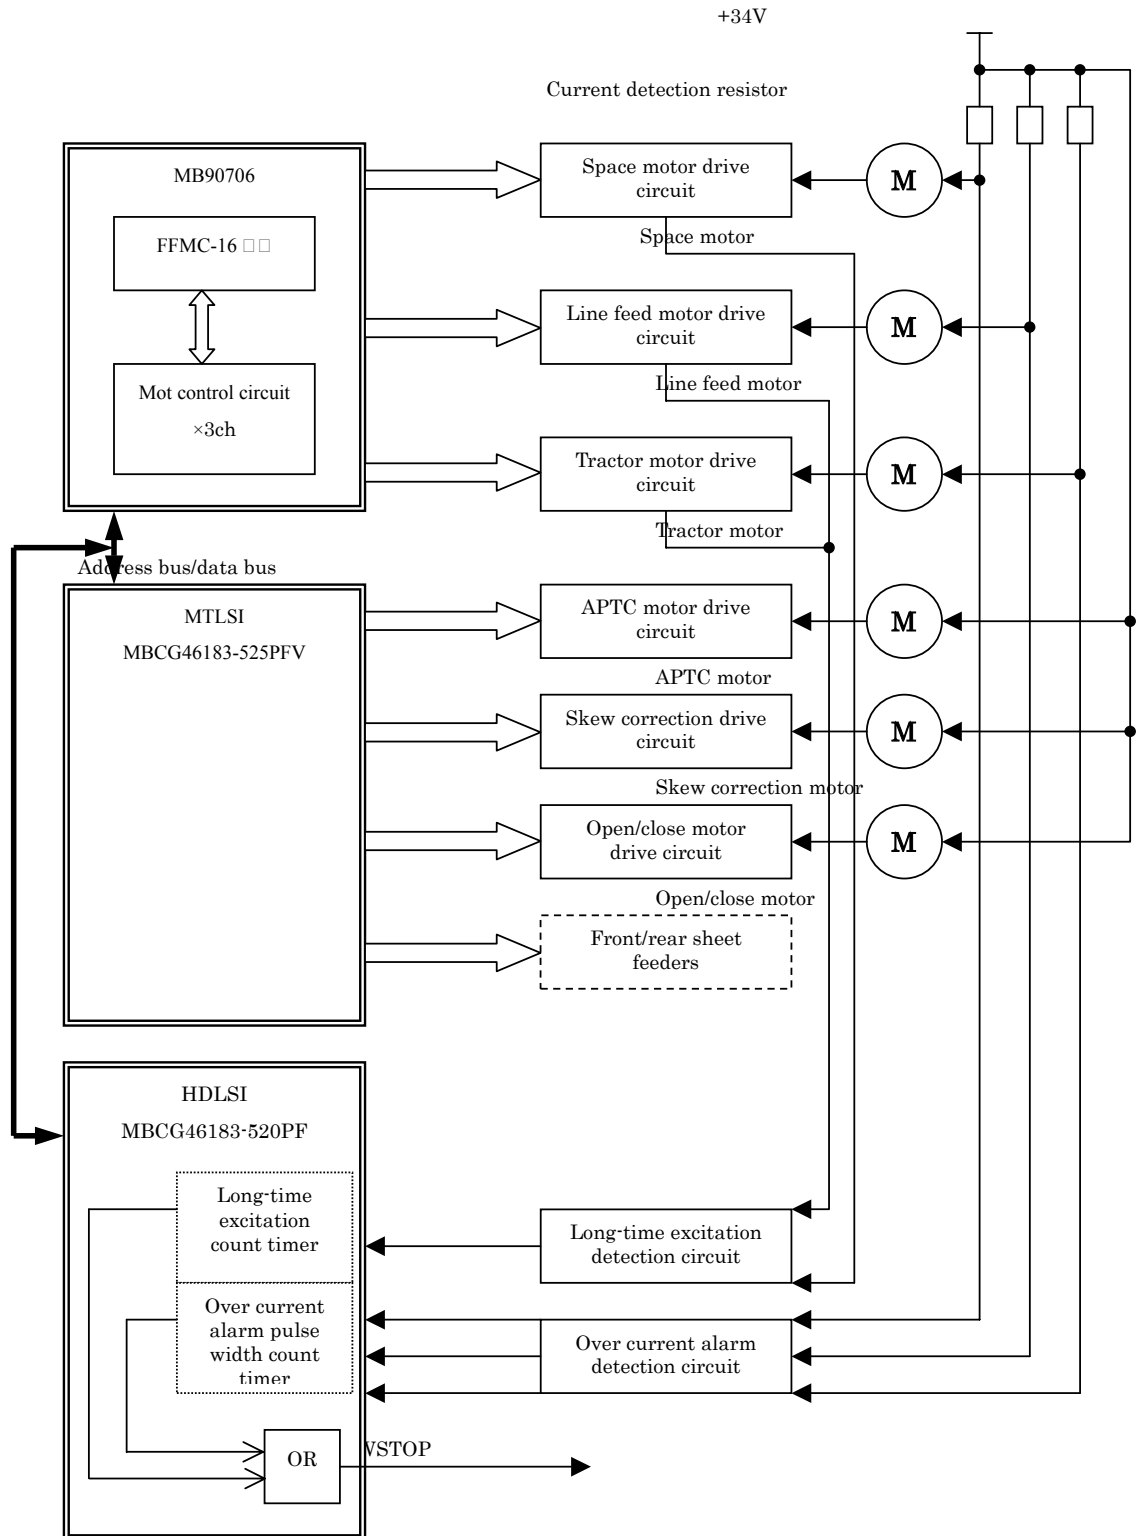 +34V
Current detection resistor
MB90706
FFMC-16 □□
Mot control circuit
×3ch
Space motor drive
circuit
M
Space motor
Line feed motor drive
circuit
M
Line feed motor
Tractor motor drive
circuit
M
Tractor motor
Address bus/data bus
MTLSI
MBCG46183-525PFV
APTC motor drive
circuit
M
APTC motor
Skew correction drive
circuit
M
Skew correction motor
Open/close motor
drive circuit
M
Open/close motor
Front/rear sheet
feeders
HDLSI
MBCG46183-520PF
Long-time
excitation
count timer
Long-time excitation
detection circuit
Over current
alarm pulse
width count
timer
Over current alarm
detection circuit
OR
VSTOP